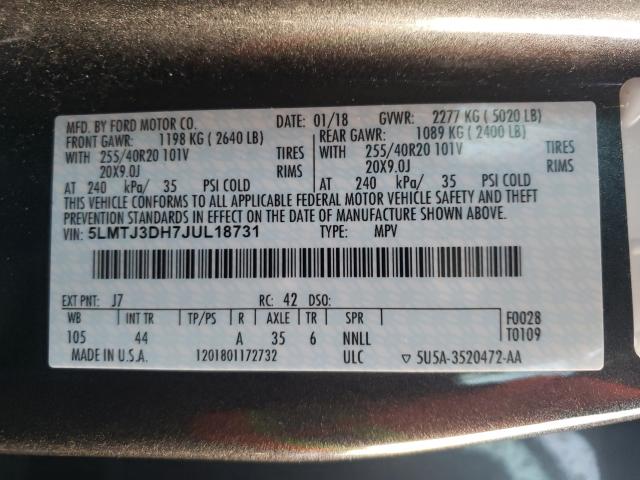 MFD. BY FORD MOTOR CO. DATE: 01/18 GVWR: 2277 KG ( 5020 LB)
FRONT GAWR: 1198 KG ( 2640 LB) REAR GAWR: 1089 KG ( 2400 LB)
WITH 255/40R20 101V TIRES WITH 255/40R20 101V TIRES
20X9.0J RIMS 20X9.0J RIMS
AT 240 kPa/ 35 PSI COLD AT 240 kPa/ 35 PSI COLD
THIS VEHICLE CONFORMS TO ALL APPLICABLE FEDERAL MOTOR VEHICLE SAFETY AND THEFT
PREVENTION STANDARDS IN EFFECT ON THE DATE OF MANUFACTURE SHOWN ABOVE.
VIN: 5LMTJ3DH7JUL18731 TYPE: MPV
EXT PNT: J7 RC: 42 DSO:
WB INT TR TP/PS R AXLE TR SPR F0028
105 44 A 35 6 NNLL T0109
MADE IN U.S.A. 1201801172732 ULC ▽ 5U5A-3520472-AA